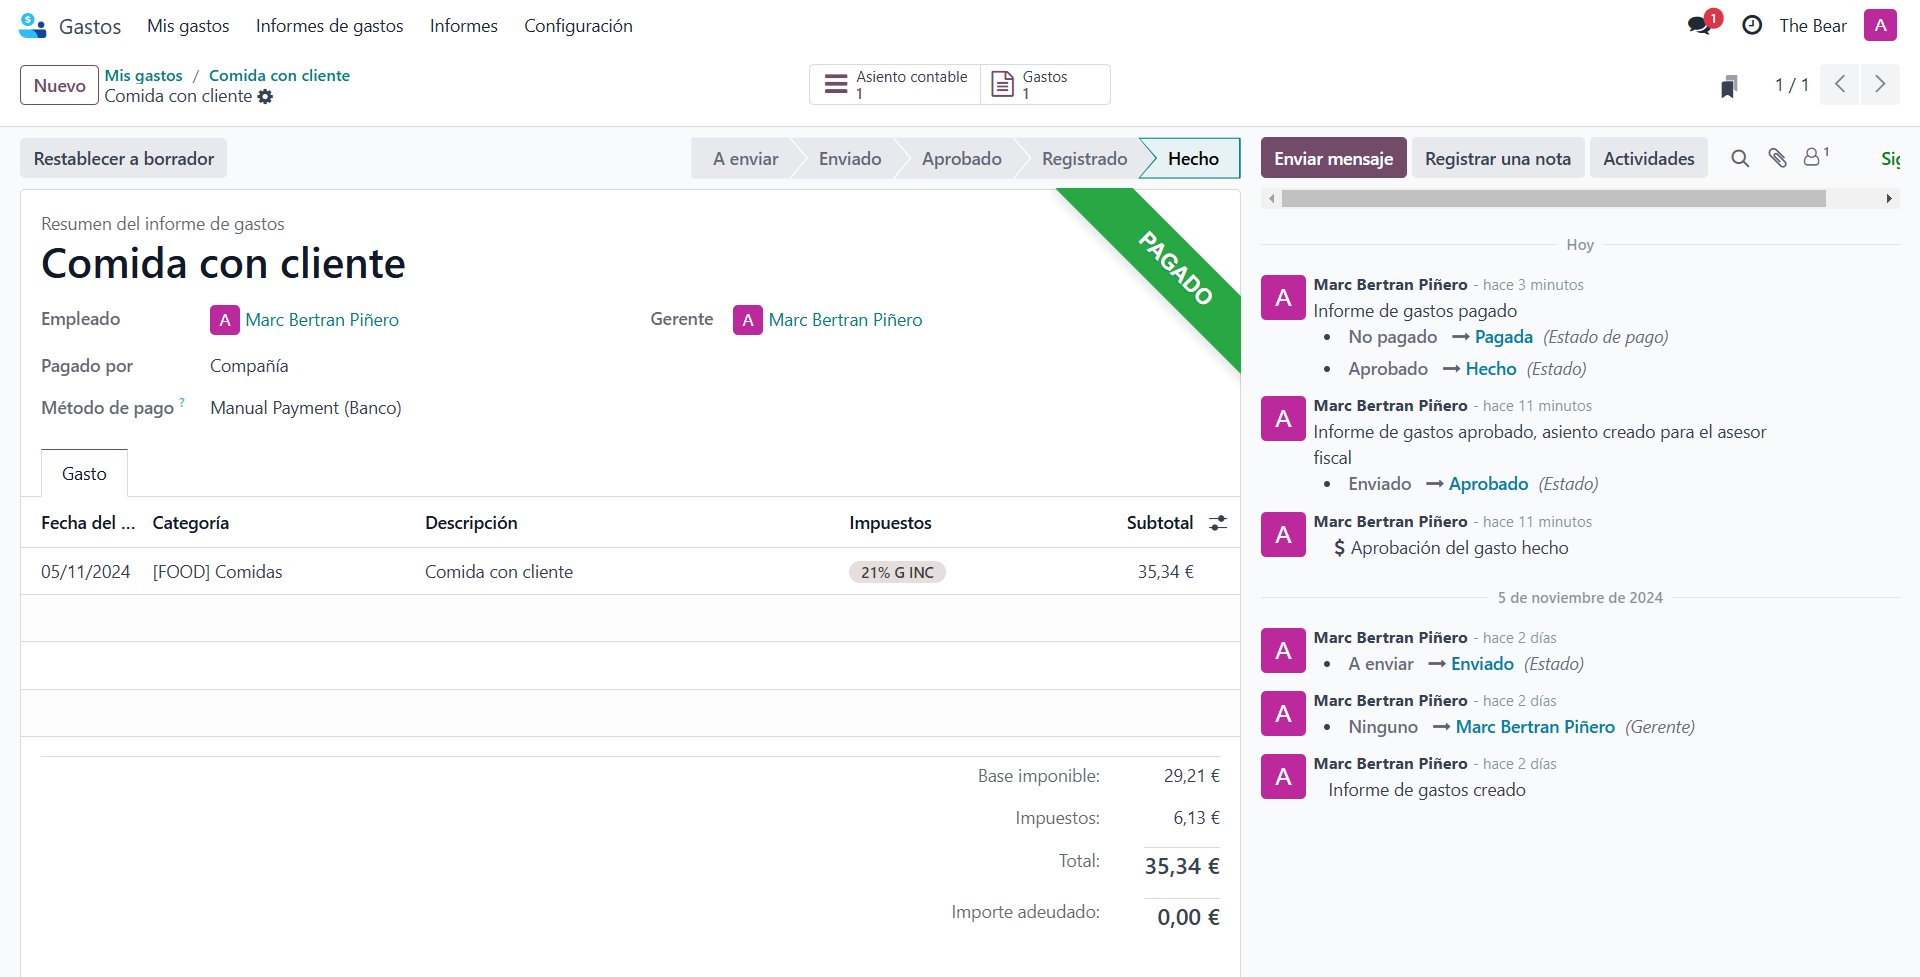 Gastos
Mis gastos
Informes de gastos
Informes
Configuración
1
The Bear
A
Nuevo
Mis gastos / Comida con cliente
Comida con cliente
Asiento contable
1
Gastos
1
1 / 1
Restablecer a borrador
A enviar
Enviado
Aprobado
Registrado
Hecho
Enviar mensaje
Registrar una nota
Actividades
1
PAGADO
Resumen del informe de gastos
Comida con cliente
Empleado
A Marc Bertran Piñero
Gerente
A Marc Bertran Piñero
Pagado por
Compañía
Método de pago ?
Manual Payment (Banco)
Gasto
Fecha del ...
Categoría
Descripción
Impuestos
Subtotal
05/11/2024
[FOOD] Comidas
Comida con cliente
21% G INC
35,34 €
Base imponible: 29,21 €
Impuestos: 6,13 €
Total: 35,34 €
Importe adeudado: 0,00 €
Hoy
A
Marc Bertran Piñero - hace 3 minutos
Informe de gastos pagado
• No pagado → Pagada (Estado de pago)
• Aprobado → Hecho (Estado)
A
Marc Bertran Piñero - hace 11 minutos
Informe de gastos aprobado, asiento creado para el asesor
fiscal
• Enviado → Aprobado (Estado)
A
Marc Bertran Piñero - hace 11 minutos
$ Aprobación del gasto hecho
5 de noviembre de 2024
A
Marc Bertran Piñero - hace 2 días
• A enviar → Enviado (Estado)
A
Marc Bertran Piñero - hace 2 días
• Ninguno → Marc Bertran Piñero (Gerente)
A
Marc Bertran Piñero - hace 2 días
Informe de gastos creado